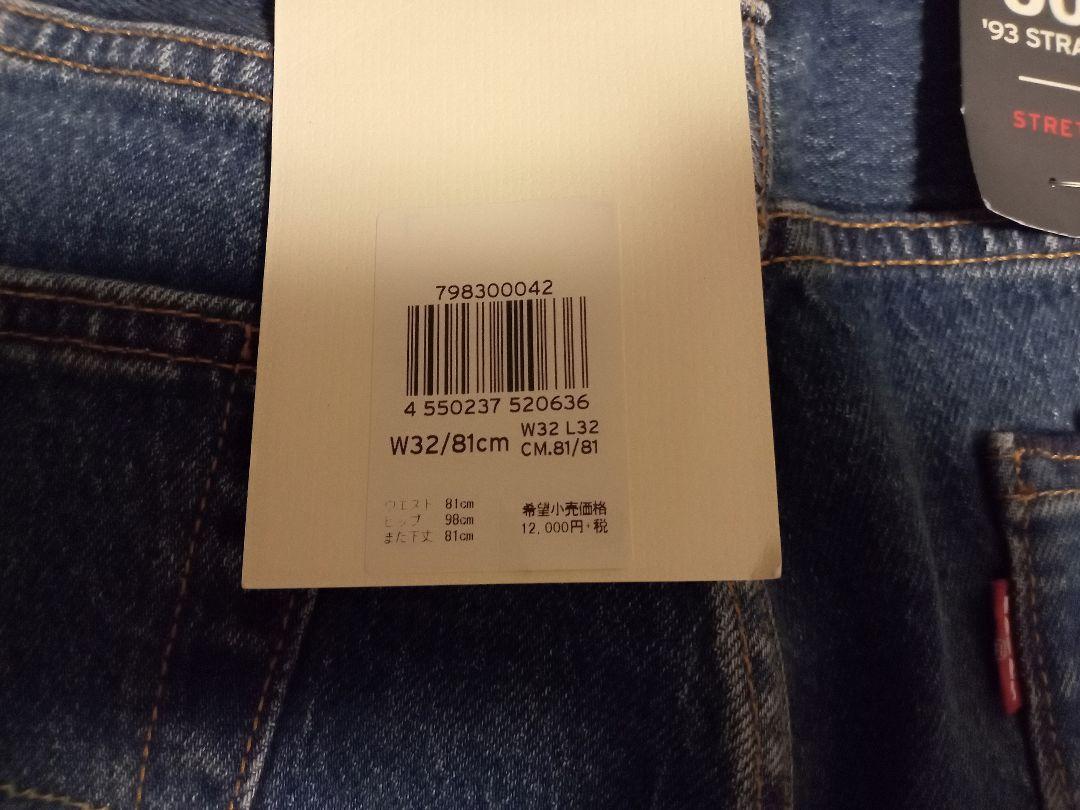 '93 STRA
STRE
798300042
4 550237 520636
W32/81cm
W32 L32
CM.81/81
ウエスト 81cm
ヒップ 98cm
また下丈 81cm
希望小売価格
12,000円+税